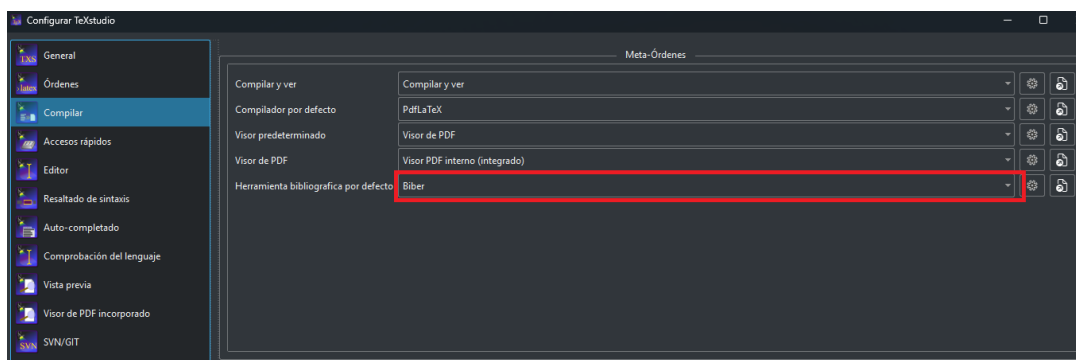 Configurar TeXstudio
General
Órdenes
Compilar
Accesos rápidos
Editor
Resaltado de sintaxis
Auto-completado
Comprobación del lenguaje
Vista previa
Visor de PDF incorporado
SVN/GIT
Meta-Órdenes
Compilar y ver Compilar y ver
Compilador por defecto PdfLaTeX
Visor predeterminado Visor de PDF
Visor de PDF Visor PDF interno (integrado)
Herramienta bibliografica por defecto Biber